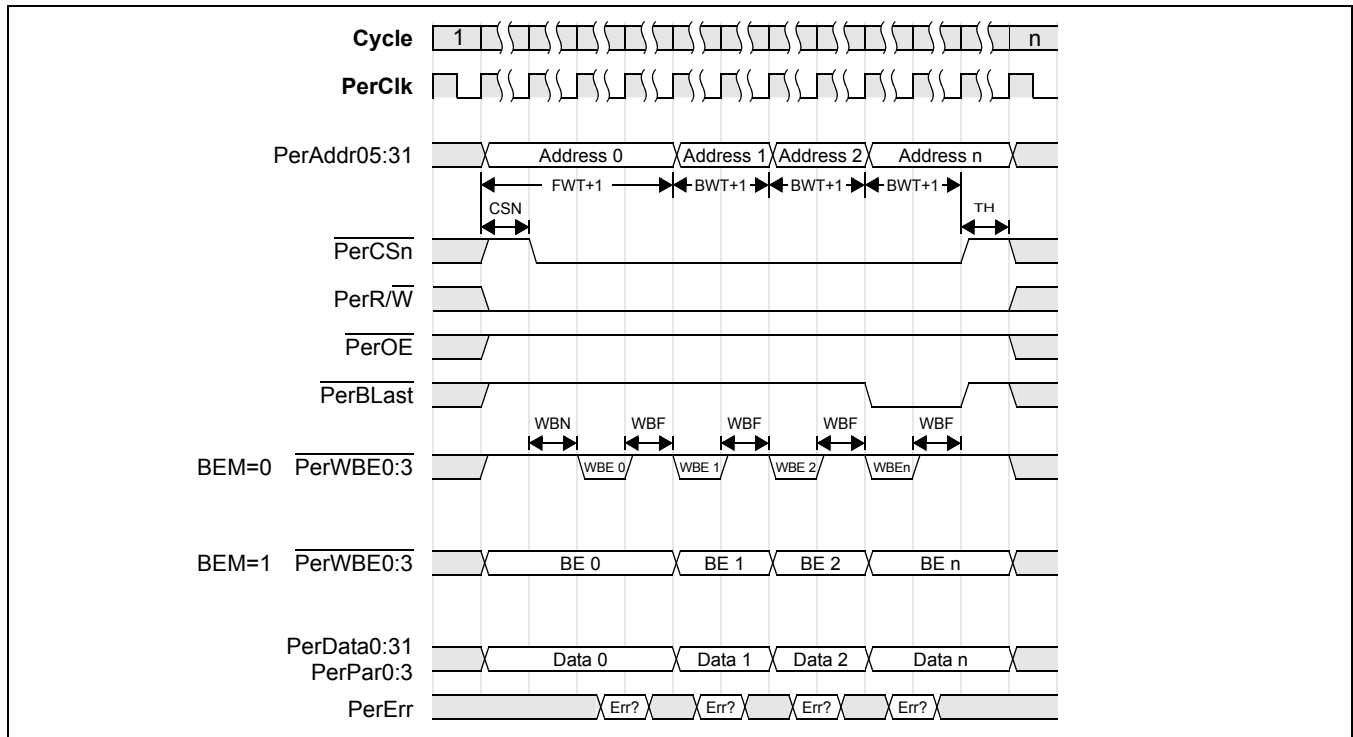 Cycle 1 n
PerClk
PerAddr05:31 Address 0 Address 1 Address 2 Address n
FWT+1 BWT+1 BWT+1 BWT+1
CSN TH
PerCSn
PerR/W
PerOE
PerBLast
WBN WBF WBF WBF WBF
BEM=0 PerWBE0:3 WBE 0 WBE 1 WBE 2 WBEn
BEM=1 PerWBE0:3 BE 0 BE 1 BE 2 BE n
PerData0:31
PerPar0:3 Data 0 Data 1 Data 2 Data n
PerErr Err? Err? Err? Err?